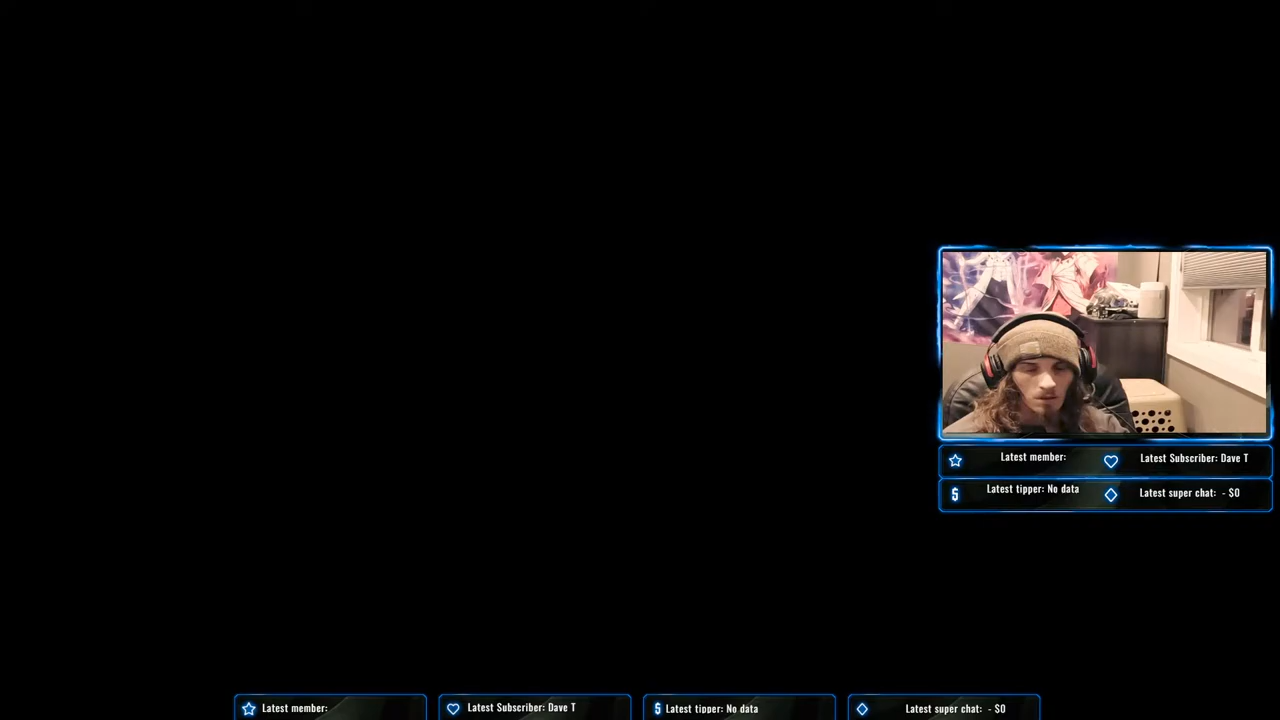 Latest member:
Latest Subscriber: Dave T
Latest tipper: No data
Latest super chat: - $0
Latest member:
Latest Subscriber: Dave T
Latest tipper: No data
Latest super chat: - $0